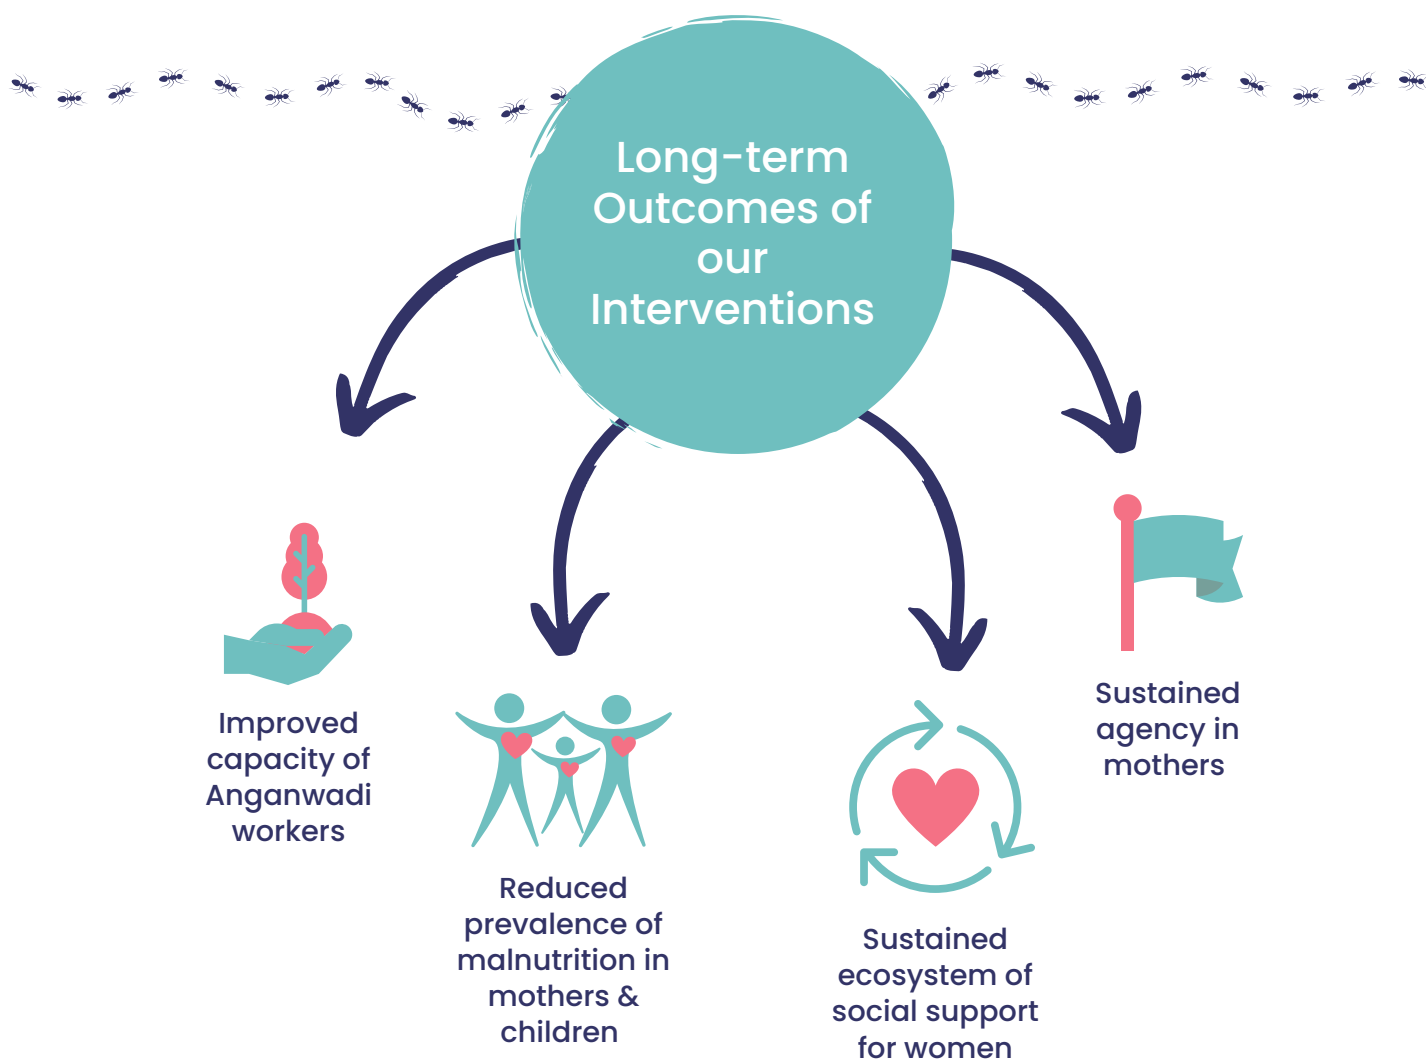 Long-term
Outcomes of
our
Interventions
Improved
capacity of
Anganwadi
workers
Reduced
prevalence of
malnutrition in
mothers &
children
Sustained
ecosystem of
social support
for women
Sustained
agency in
mothers